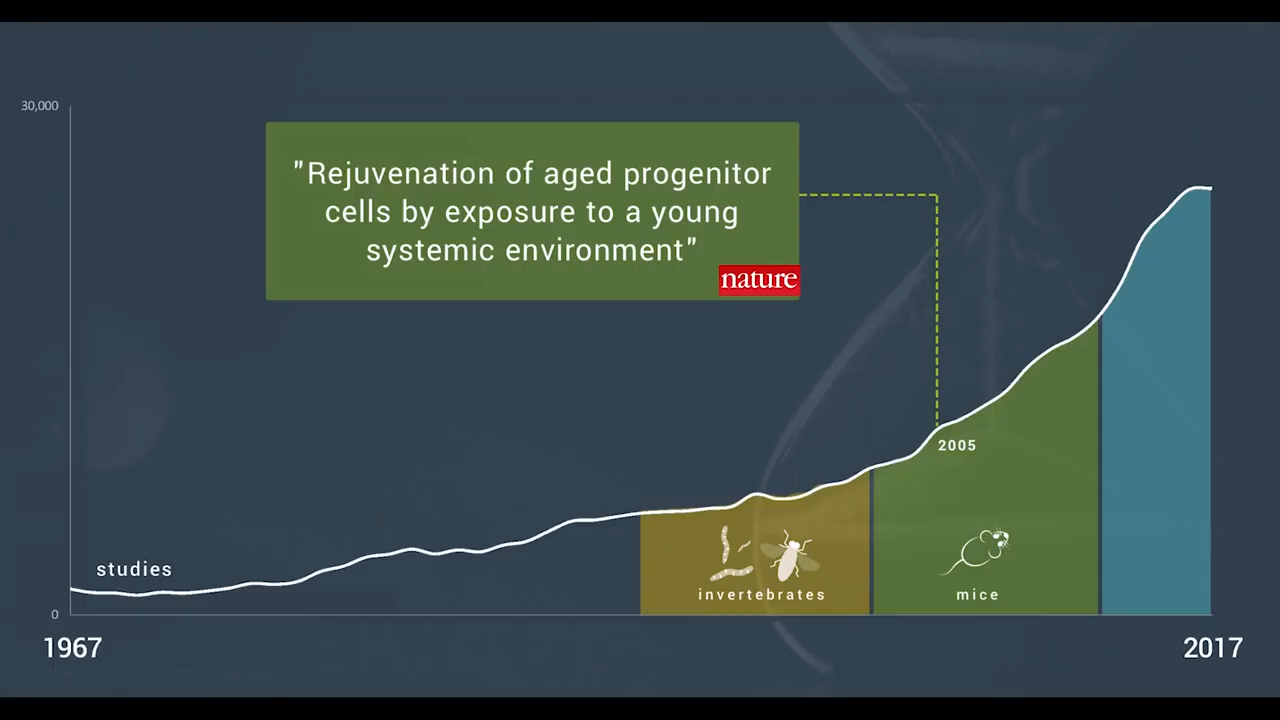 30,000
"Rejuvenation of aged progenitor
cells by exposure to a young
systemic environment"
nature
2005
studies
invertebrates
mice
0
1967
2017